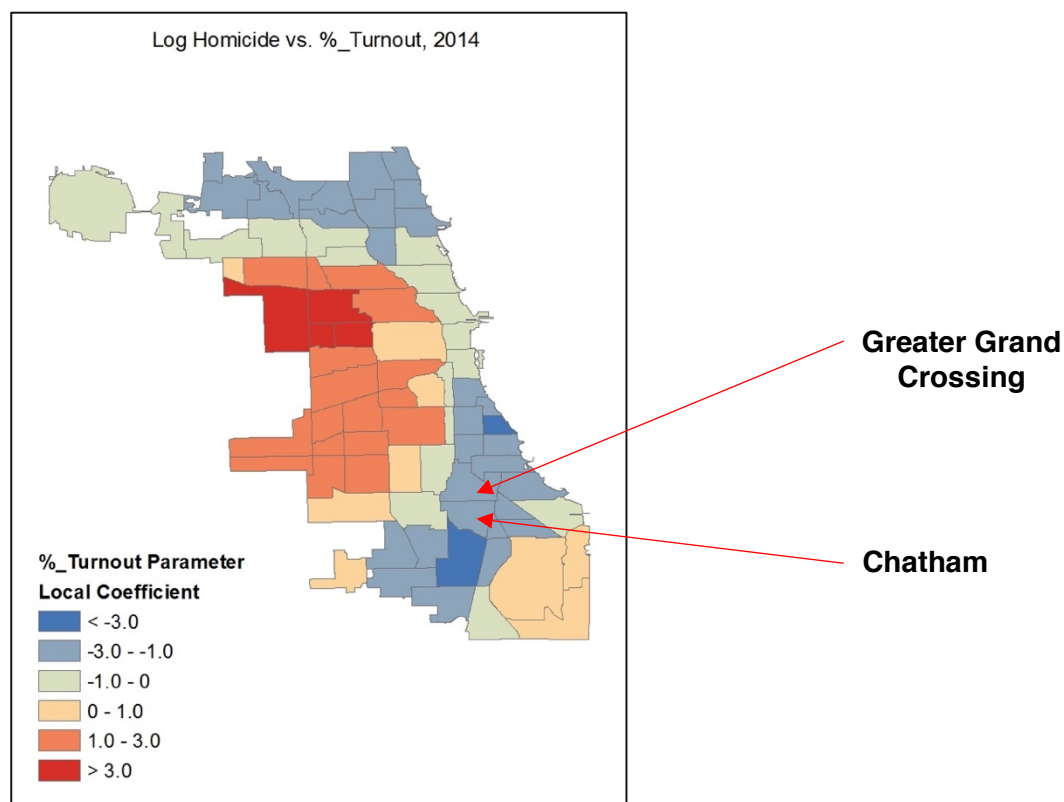 Log Homicide vs. %_Turnout, 2014
Greater Grand
Crossing
Chatham
%_Turnout Parameter
Local Coefficient
< -3.0
-3.0 - -1.0
-1.0 - 0
0 - 1.0
1.0 - 3.0
> 3.0